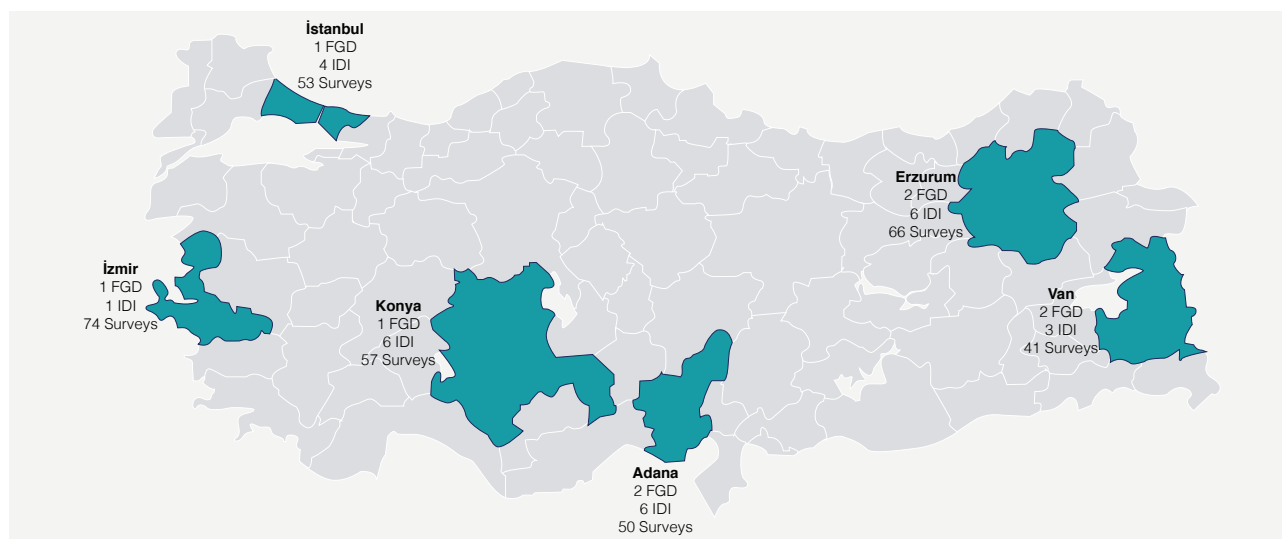 İstanbul
1 FGD
4 IDI
53 Surveys
Erzurum
2 FGD
6 IDI
66 Surveys
İzmir
1 FGD
1 IDI
74 Surveys
Konya
1 FGD
6 IDI
57 Surveys
Van
2 FGD
3 IDI
41 Surveys
Adana
2 FGD
6 IDI
50 Surveys